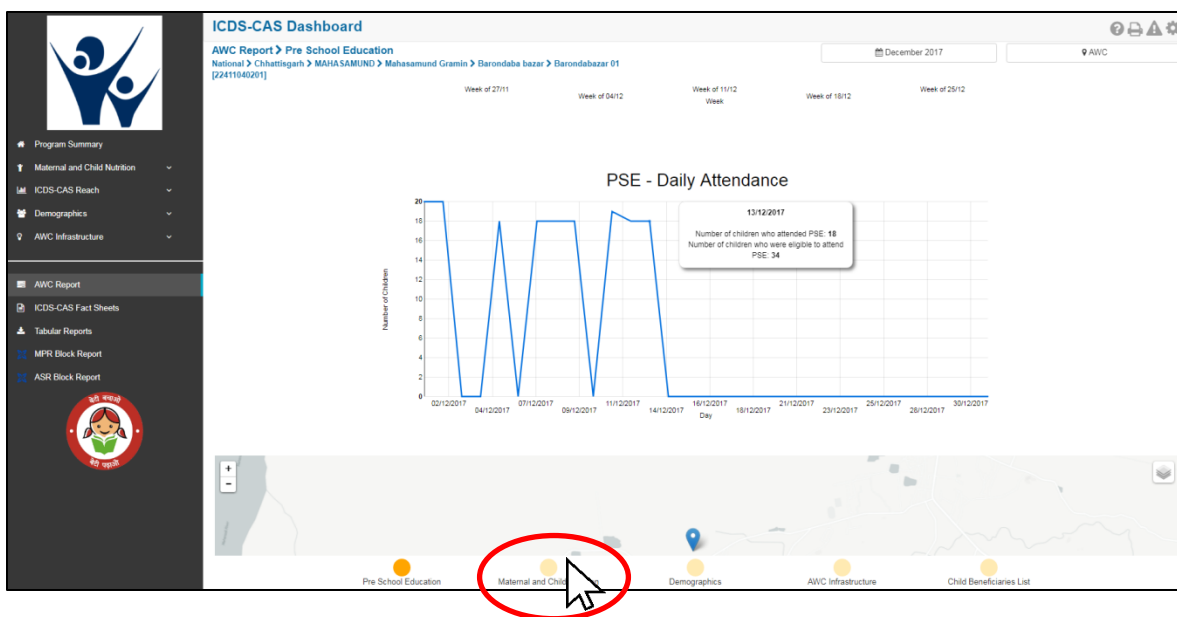 ICDS-CAS Dashboard
AWC Report > Pre School Education
National > Chhattisgarh > MAHASAMUND > Mahasamund Gramin > Barondaba bazar > Barondabazar 01
[22411040201]
December 2017
AWC
Program Summary
Maternal and Child Nutrition
ICDS-CAS Reach
Demographics
AWC Infrastructure
AWC Report
ICDS-CAS Fact Sheets
Tabular Reports
MPR Block Report
ASR Block Report
बेटी बचाओ
बेटी पढ़ाओ
Week of 27/11
Week of 04/12
Week of 11/12
Week of 18/12
Week of 25/12
Week
PSE - Daily Attendance
13/12/2017
Number of children who attended PSE: 18
Number of children who were eligible to attend
PSE: 34
Number of Children
20
18
16
14
12
10
8
6
4
2
0
02/12/2017
04/12/2017
07/12/2017
09/12/2017
11/12/2017
14/12/2017
16/12/2017
18/12/2017
21/12/2017
23/12/2017
25/12/2017
28/12/2017
30/12/2017
Day
+
-
Pre School Education
Maternal and Child
Demographics
AWC Infrastructure
Child Beneficiaries List